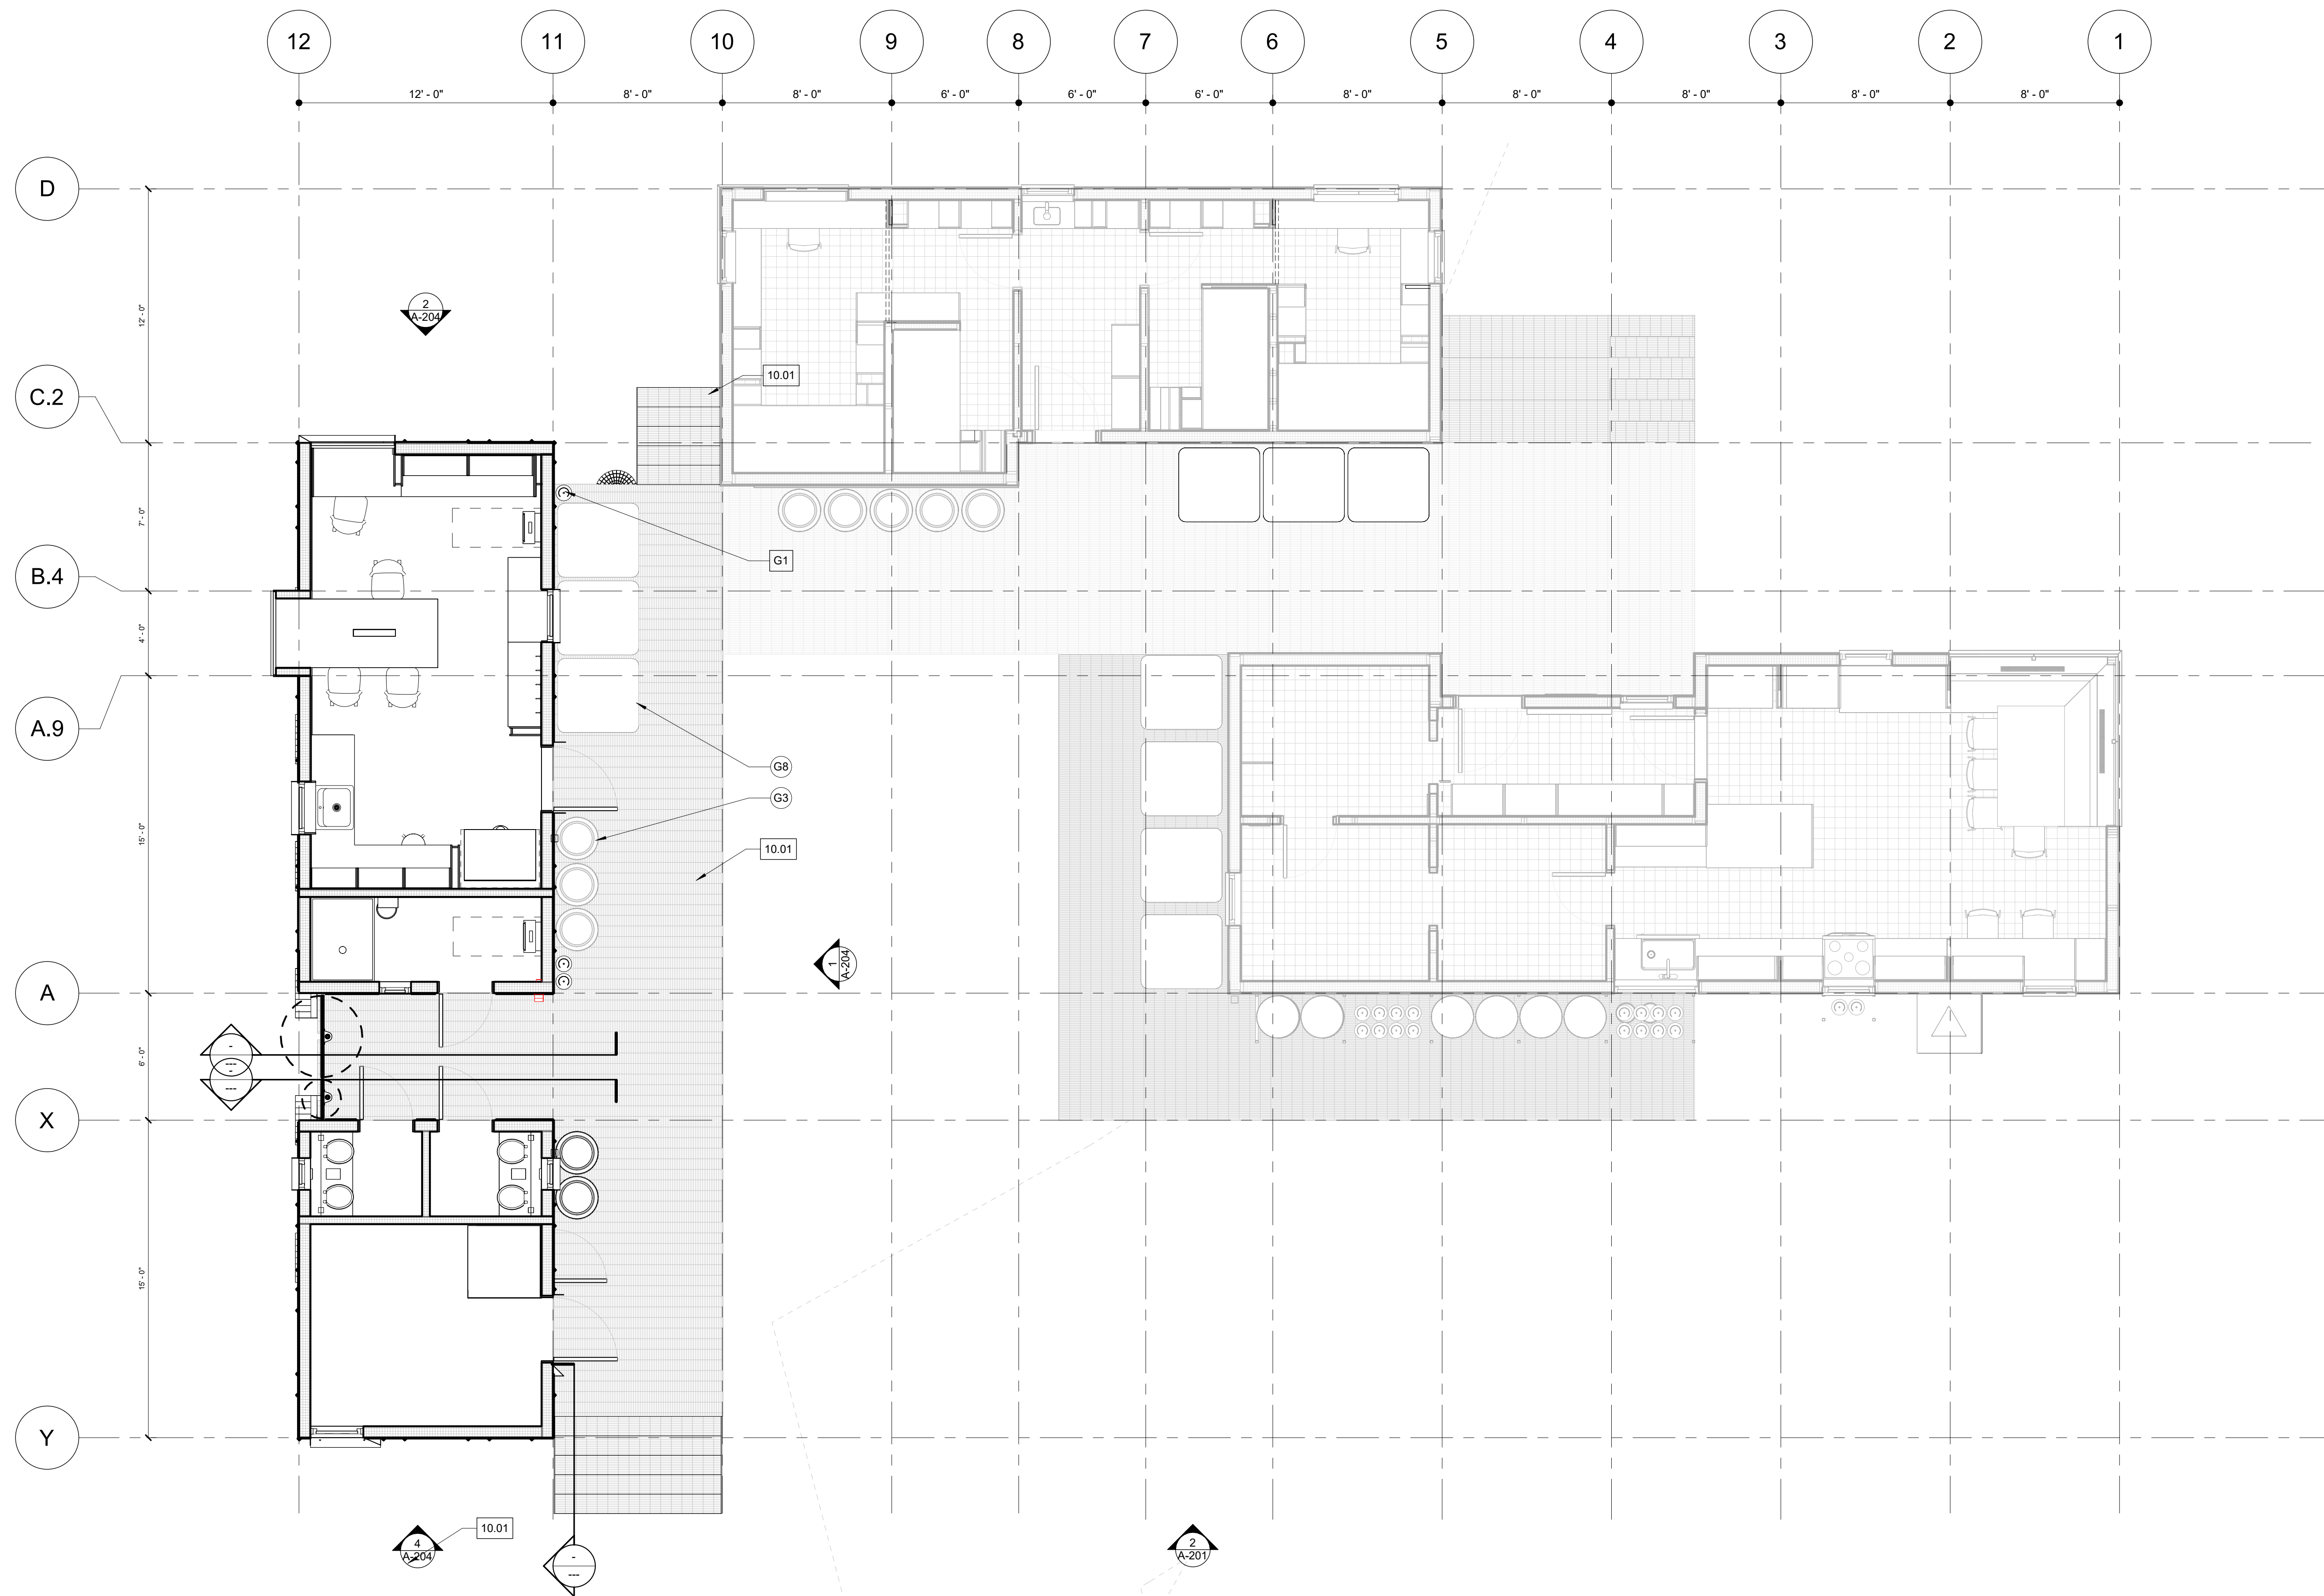 12
11
10
9
8
7
6
5
4
3
2
1
12' - 0"
8' - 0"
8' - 0"
6' - 0"
6' - 0"
6' - 0"
8' - 0"
8' - 0"
8' - 0"
8' - 0"
8' - 0"
D
12' - 0"
2
A-204
10.01
C.2
7' - 0"
G1
B.4
4' - 0"
A.9
G8
G3
15' - 0"
10.01
1
A-204
A
-
---
-
---
6' - 0"
X
15' - 0"
Y
10.01
4
A-204
-
---
2
A-201